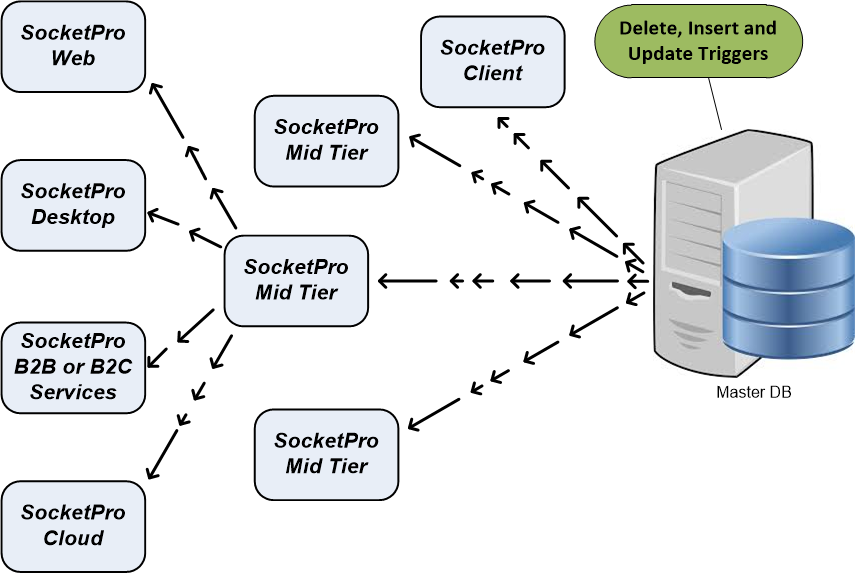 SocketPro
Web
SocketPro
Client
Delete, Insert and
Update Triggers
SocketPro
Mid Tier
SocketPro
Desktop
SocketPro
Mid Tier
SocketPro
B2B or B2C
Services
Master DB
SocketPro
Mid Tier
SocketPro
Cloud